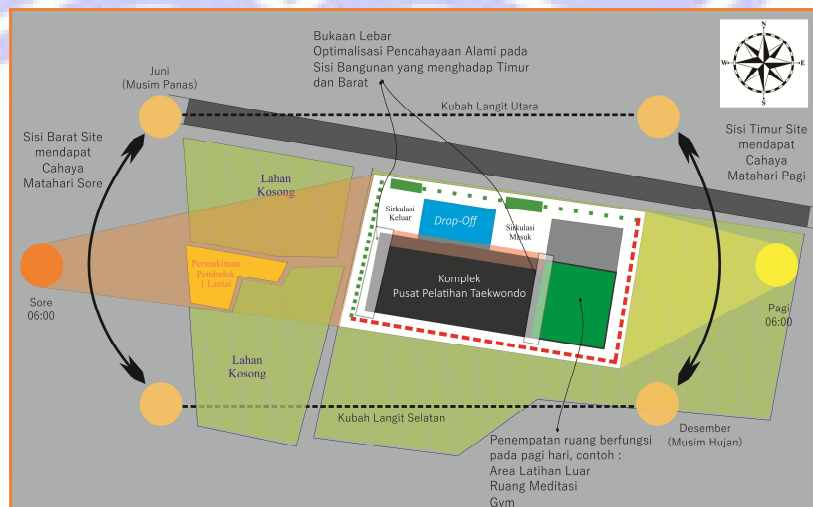 Bukaan Lebar
Optimalisasi Pencahayaan Alami pada
Sisi Bangunan yang menghadap Timur
dan Barat
N
W
E
S
Juni
(Musim Panas)
Kubah Langit Utara
Sisi Barat Site
mendapat
Cahaya
Matahari Sore
Sisi Timur Site
mendapat
Cahaya
Matahari Pagi
Lahan
Kosong
Sirkulasi
Keluar
Drop-Off
Sirkulasi
Masuk
Permukiman
Penduduk
1 Lantai
Komplek
Pusat Pelatihan Taekwondo
Sore
06:00
Pagi
06:00
Lahan
Kosong
Kubah Langit Selatan
Desember
(Musim Hujan)
Penempatan ruang berfungsi
pada pagi hari, contoh :
Area Latihan Luar
Ruang Meditasi
Gym